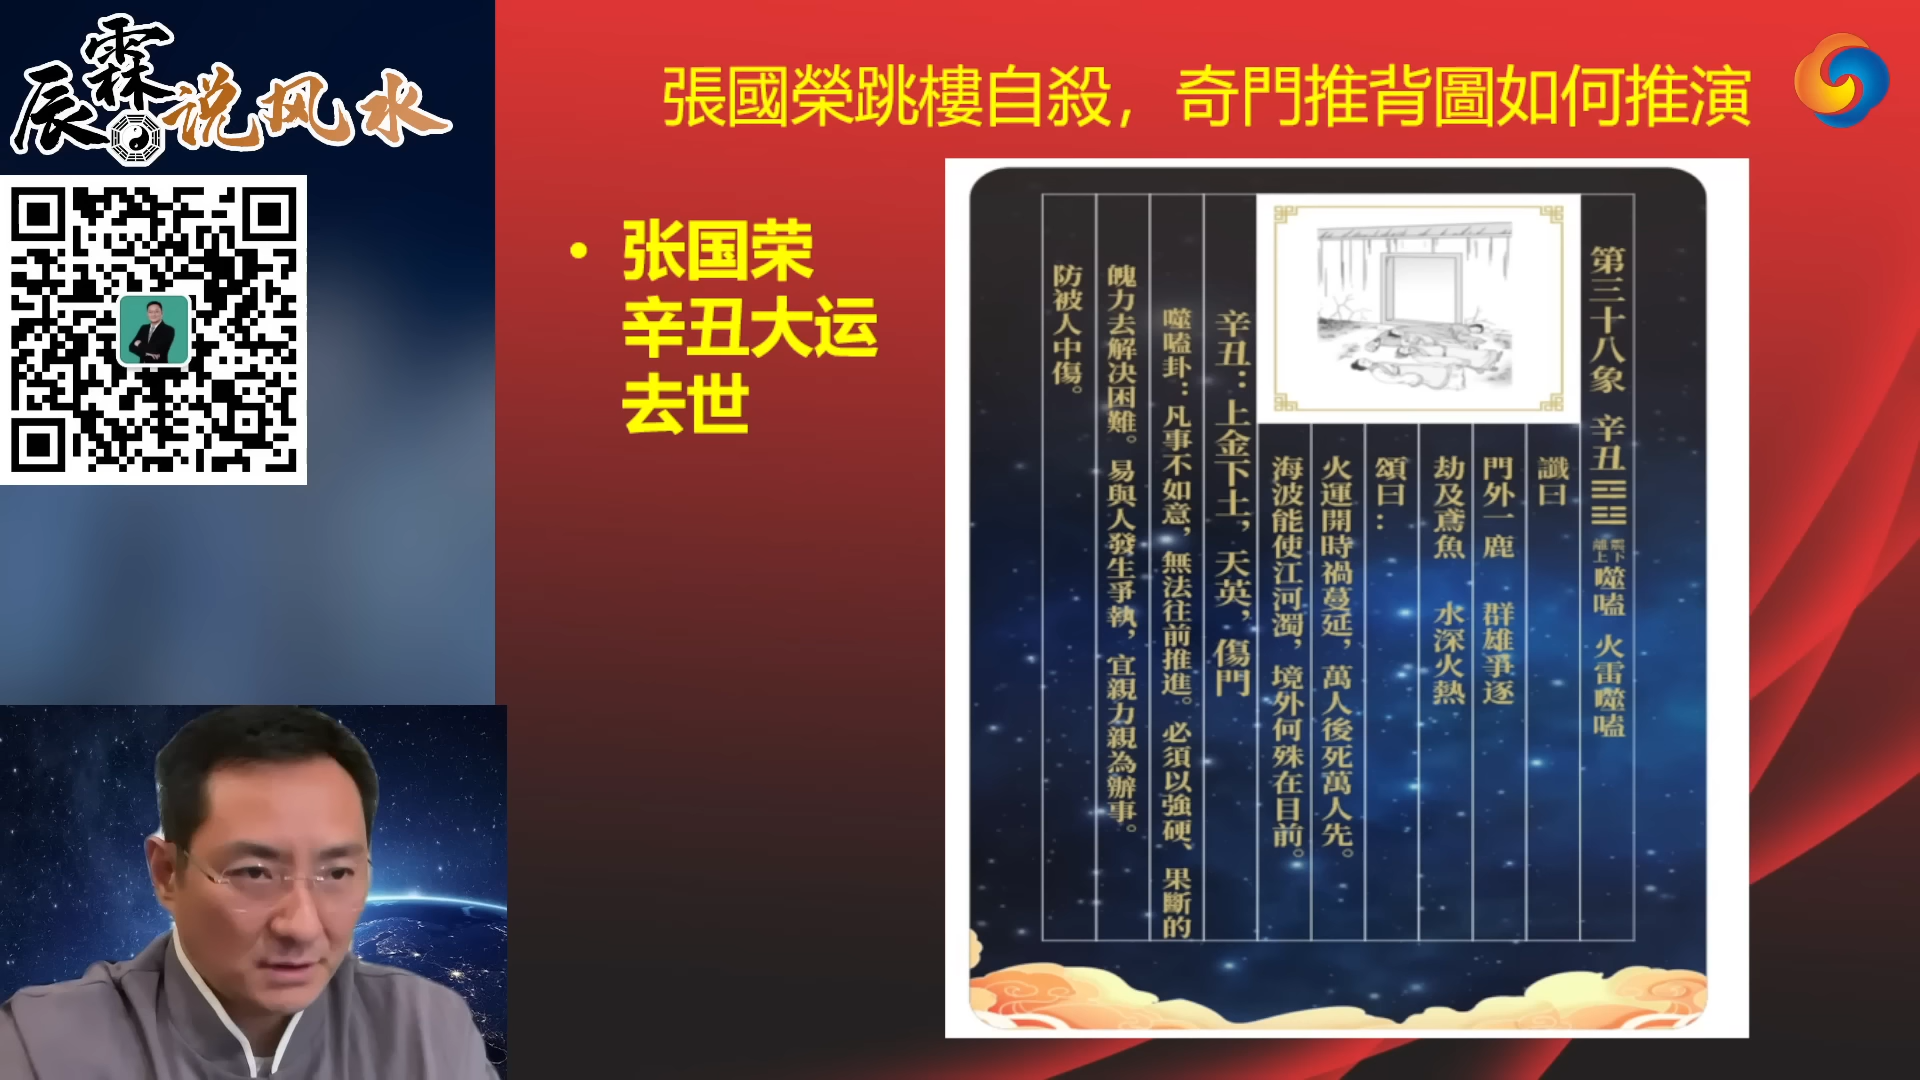 辰霖说风水
張國榮跳樓自殺，奇門推背圖如何推演
• 张国荣
辛丑大运
去世
第三十八象 辛丑 ䷔ 震下離上 噬嗑 火雷噬嗑
讖曰
門外一鹿 群雄爭逐
劫及鳶魚 水深火熱
頌曰：
火運開時禍蔓延，萬人後死萬人先。
海波能使江河濁，境外何殊在目前。
辛丑：上金下土，天英，傷門
噬嗑卦：凡事不如意，無法往前推進。必須以強硬、果斷的
魄力去解决困難。易與人發生爭執，宜親力親為辦事。
防被人中傷。